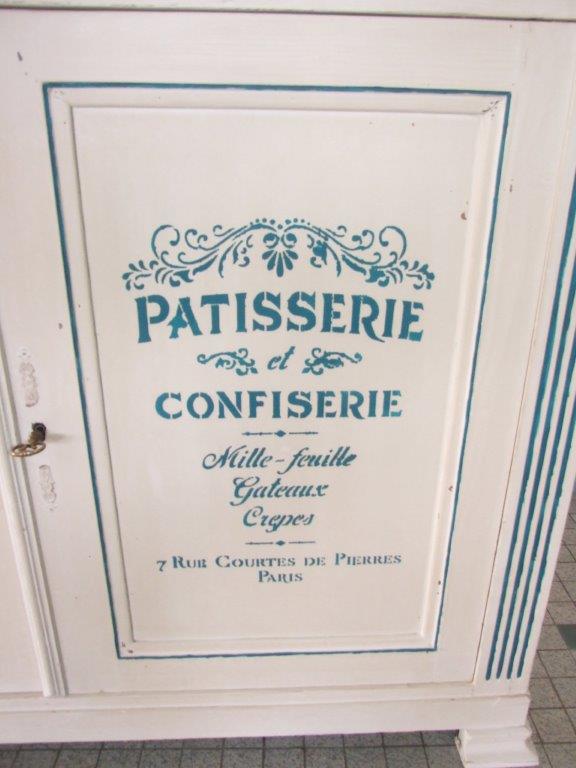 PATISSERIE
et
CONFISERIE
Mille-feuille
Gateaux
Crepes
7 RUE COURTES DE PIERRES
PARIS